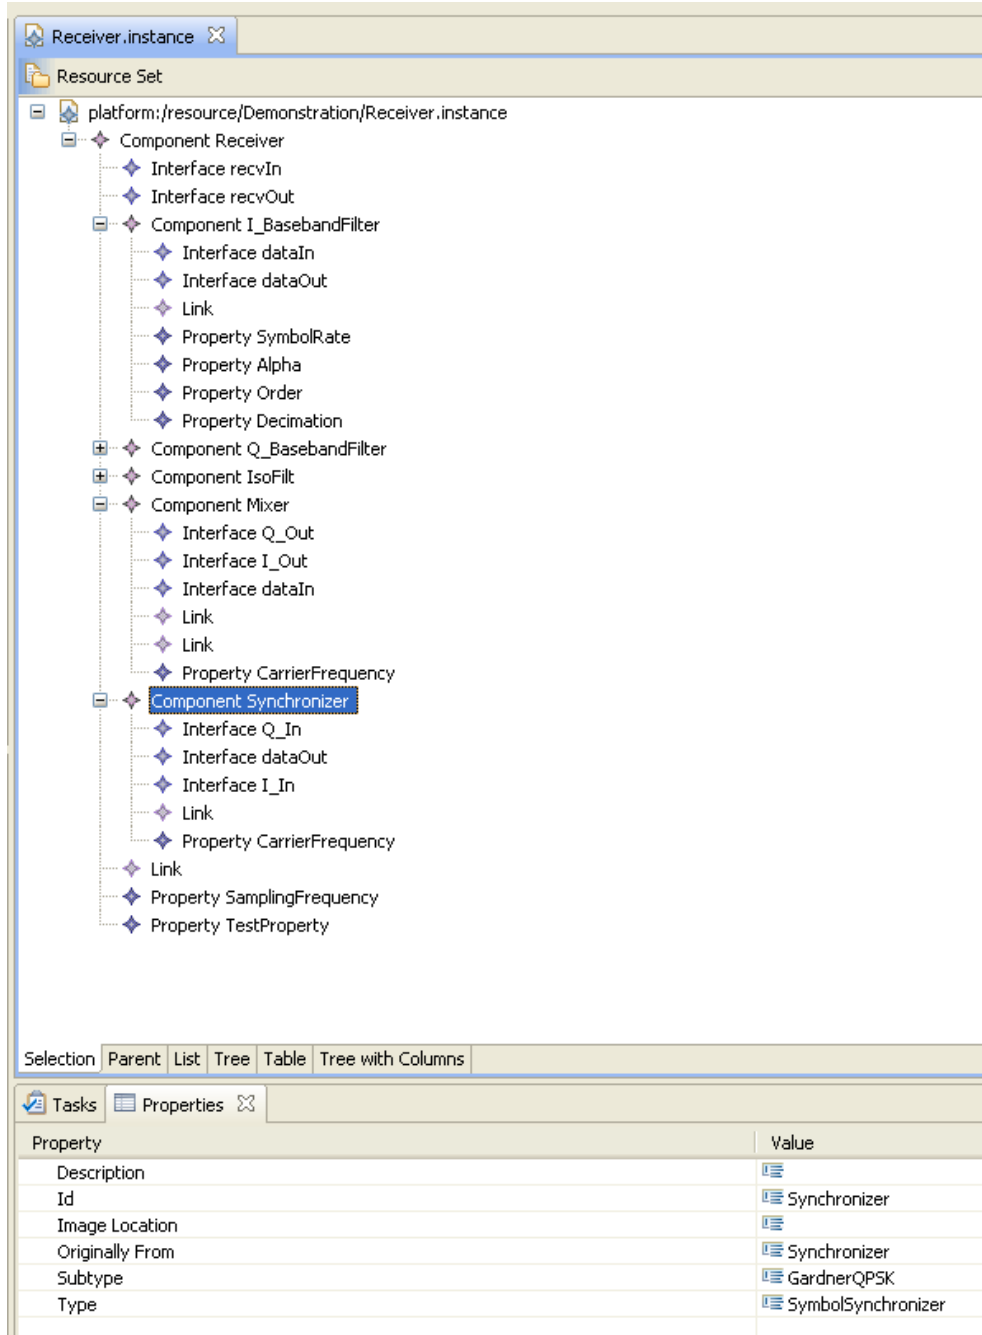 Receiver.instance
Resource Set
platform:/resource/Demonstration/Receiver.instance
Component Receiver
Interface recvIn
Interface recvOut
Component I_BasebandFilter
Interface dataIn
Interface dataOut
Link
Property SymbolRate
Property Alpha
Property Order
Property Decimation
Component Q_BasebandFilter
Component IsoFilt
Component Mixer
Interface Q_Out
Interface I_Out
Interface dataIn
Link
Link
Property CarrierFrequency
Component Synchronizer
Interface Q_In
Interface dataOut
Interface I_In
Link
Property CarrierFrequency
Link
Property SamplingFrequency
Property TestProperty
Selection Parent List Tree Table Tree with Columns
Tasks Properties
Property Value
Description
Id Synchronizer
Image Location
Originally From Synchronizer
Subtype GardnerQPSK
Type SymbolSynchronizer